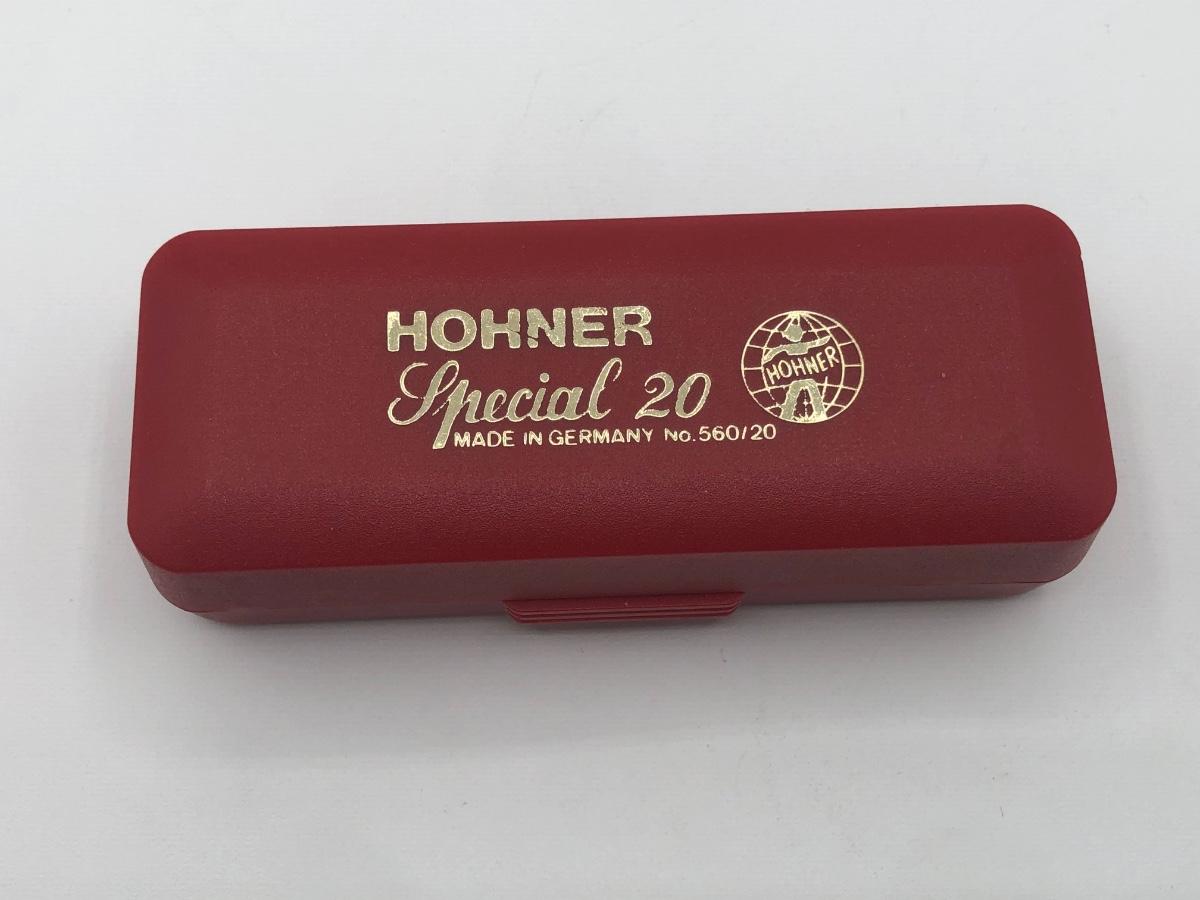 HOHNER
Special 20
MADE IN GERMANY No.560/20
HOHNER